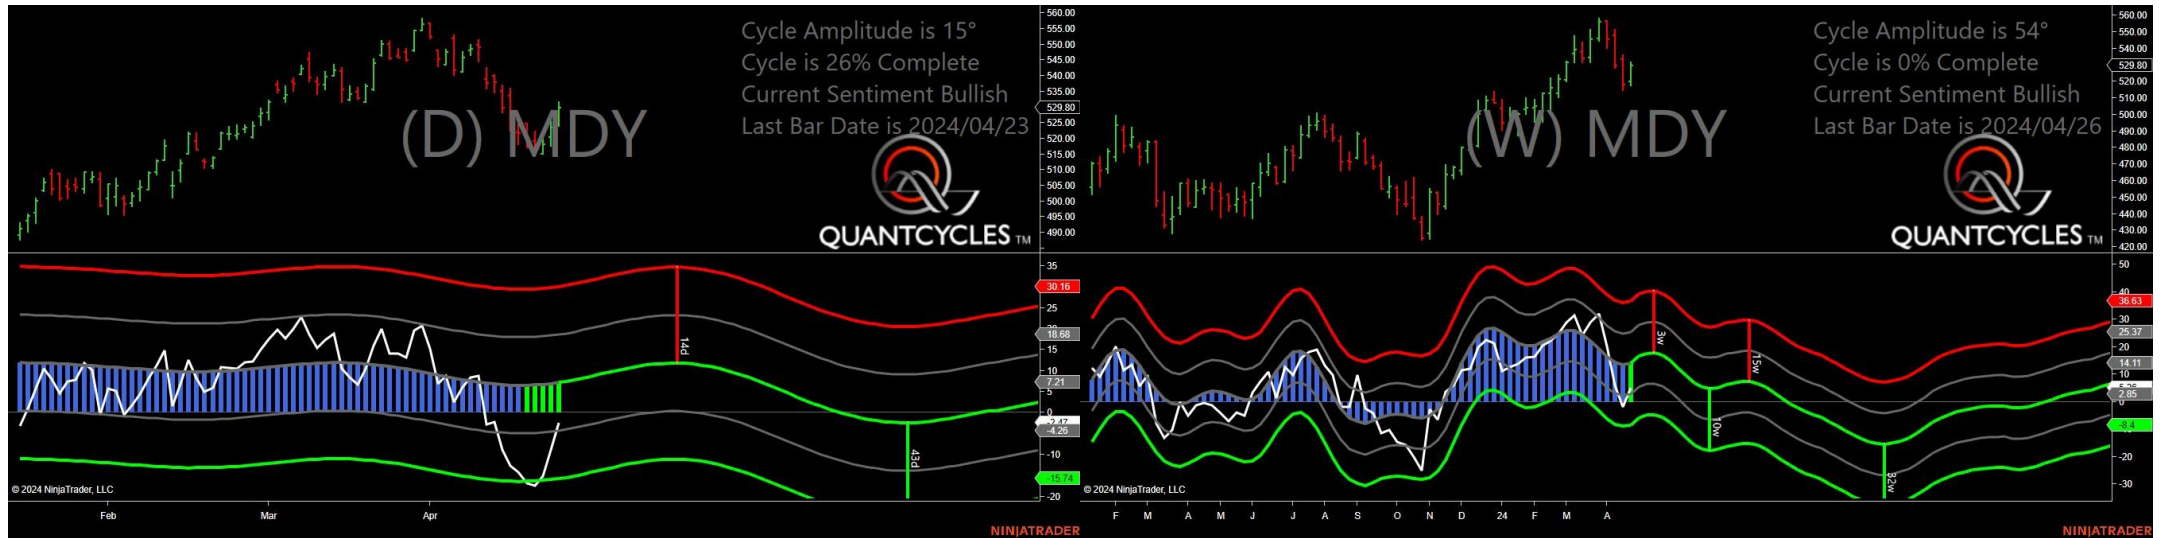 Cycle Amplitude is 15°
Cycle is 26% Complete
Current Sentiment Bullish
Last Bar Date is 2024/04/23
(D) MDY
QUANTCYCLES TM
560.00
555.00
550.00
545.00
540.00
535.00
529.80
525.00
520.00
515.00
510.00
505.00
500.00
495.00
490.00
35
30.16
25
18.68
15
10
7.21
5
0
-2.47
-4.26
-10
-15.74
-20
14d
43d
© 2024 NinjaTrader, LLC
Feb Mar Apr
NINJATRADER
Cycle Amplitude is 54°
Cycle is 0% Complete
Current Sentiment Bullish
Last Bar Date is 2024/04/26
(W) MDY
QUANTCYCLES TM
560.00
550.00
540.00
529.80
520.00
510.00
500.00
490.00
480.00
470.00
460.00
450.00
440.00
430.00
420.00
50
40
36.63
30
25.37
20
14.11
10
2.85
-8.4
-20
-30
3w
15w
10w
32w
© 2024 NinjaTrader, LLC
F M A M J J A S O N D 24 F M A
NINJATRADER